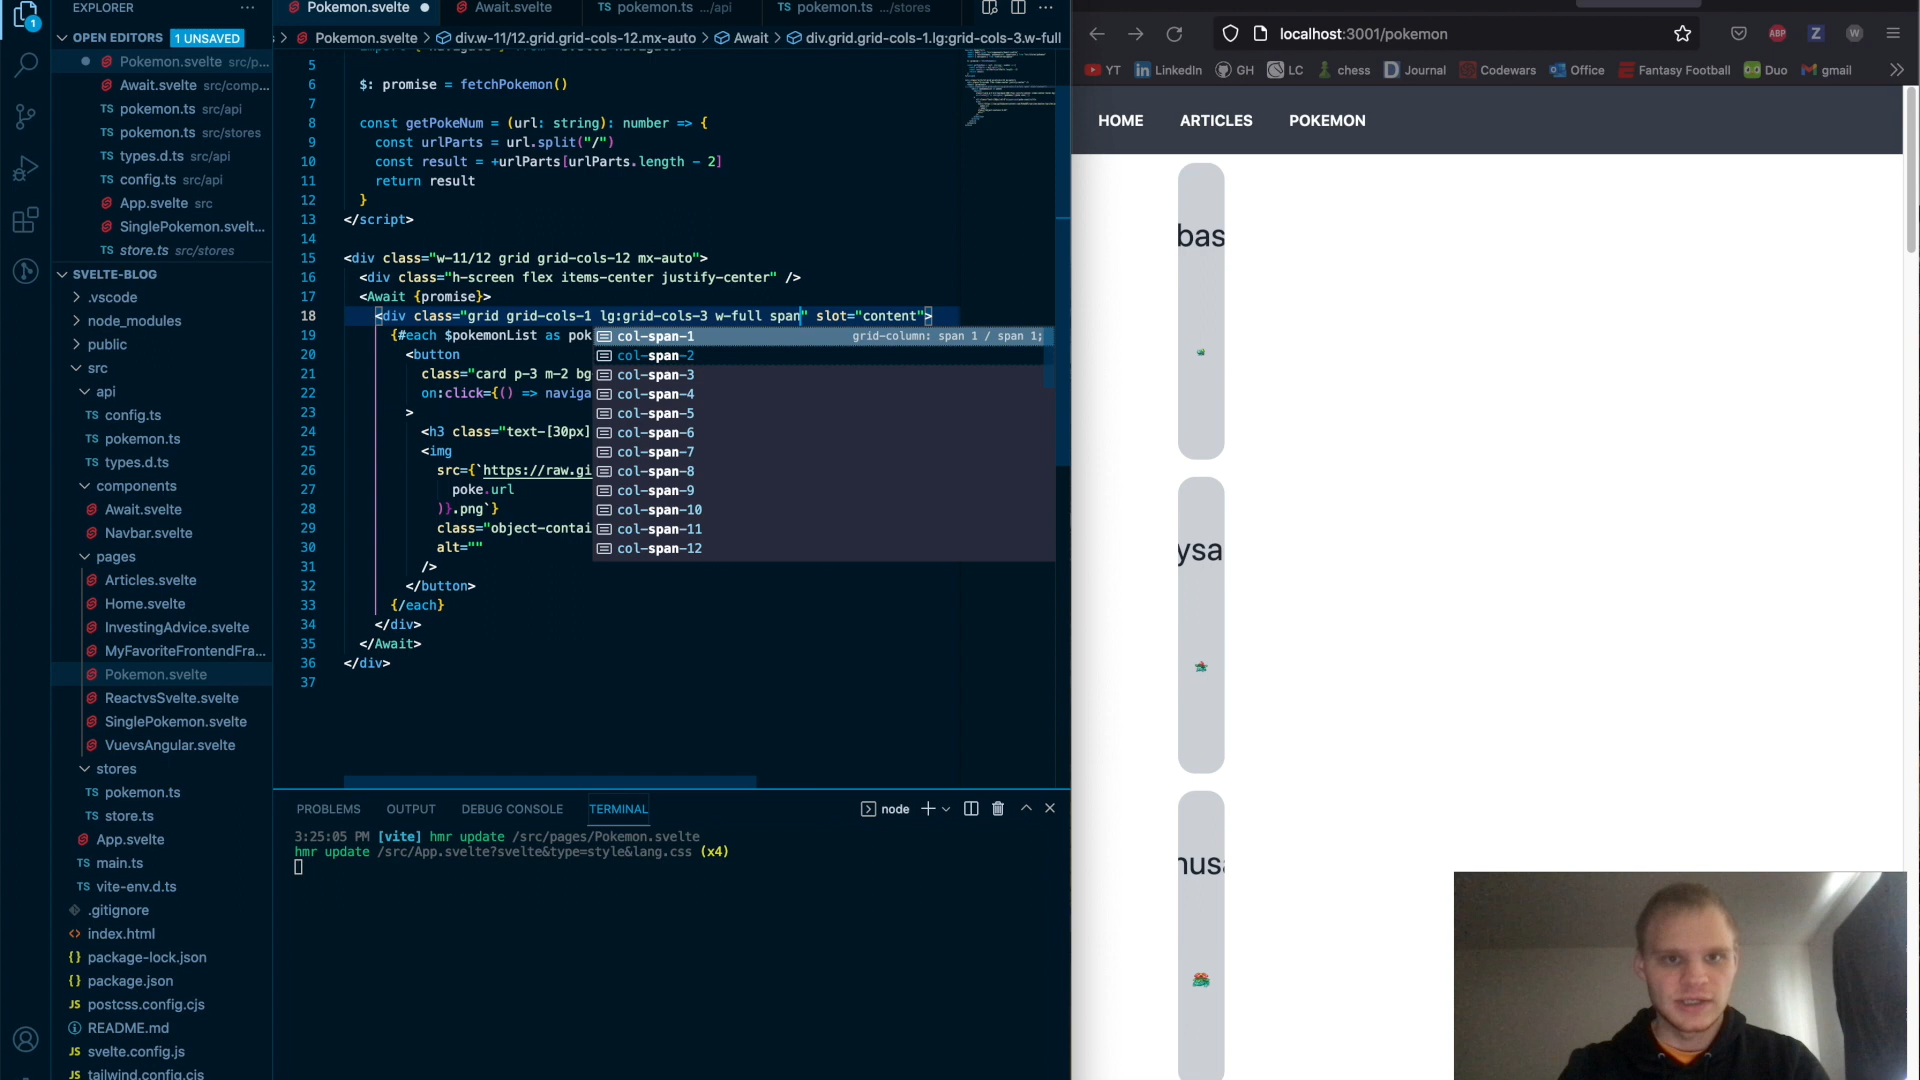 EXPLORER
OPEN EDITORS 1 UNSAVED
Pokemon.svelte src/p...
Await.svelte src/comp...
pokemon.ts src/api
pokemon.ts src/stores
types.d.ts src/api
config.ts src/api
App.svelte src
SinglePokemon.svelt...
TS store.ts src/stores
SVELTE-BLOG
.vscode
node_modules
public
src
api
TS config.ts
TS pokemon.ts
TS types.d.ts
components
Await.svelte
Navbar.svelte
pages
Articles.svelte
Home.svelte
InvestingAdvice.svelte
MyFavoriteFrontendFra...
Pokemon.svelte
ReactvsSvelte.svelte
SinglePokemon.svelte
VuevsAngular.svelte
stores
TS pokemon.ts
TS store.ts
App.svelte
TS main.ts
TS vite-env.d.ts
.gitignore
<> index.html
{} package-lock.json
{} package.json
JS postcss.config.cjs
README.md
JS svelte.config.js
JS tailwind.config.cjs
1
Pokemon.svelte
Await.svelte
TS pokemon.ts .../api
TS pokemon.ts .../stores
> Pokemon.svelte > div.w-11/12.grid.grid-cols-12.mx-auto > Await > div.grid.grid-cols-1.lg:grid-cols-3.w-full
5
6 $: promise = fetchPokemon()
7
8 const getPokeNum = (url: string): number => {
9 const urlParts = url.split("/")
10 const result = +urlParts[urlParts.length - 2]
11 return result
12 }
13 </script>
14
15 <div class="w-11/12 grid grid-cols-12 mx-auto">
16 <div class="h-screen flex items-center justify-center" />
17 <Await {promise}>
18 <div class="grid grid-cols-1 lg:grid-cols-3 w-full span" slot="content">
19 {#each $pokemonList as pok
20 <button
21 class="card p-3 m-2 bg
22 on:click={() => naviga
23 >
24 <h3 class="text-[30px]
25 <img
26 src={`https://raw.gi
27 poke.url
28 )}.png`}
29 class="object-contai
30 alt=""
31 />
32 </button>
33 {/each}
34 </div>
35 </Await>
36 </div>
37
col-span-1 grid-column: span 1 / span 1;
col-span-2
col-span-3
col-span-4
col-span-5
col-span-6
col-span-7
col-span-8
col-span-9
col-span-10
col-span-11
col-span-12
PROBLEMS OUTPUT DEBUG CONSOLE TERMINAL node
3:25:05 PM [vite] hmr update /src/pages/Pokemon.svelte
hmr update /src/App.svelte?svelte&type=style&lang.css (x4)
localhost:3001/pokemon
ABP Z W
YT LinkedIn GH LC chess Journal Codewars Office Fantasy Football Duo gmail
HOME ARTICLES POKEMON
bas
ysa